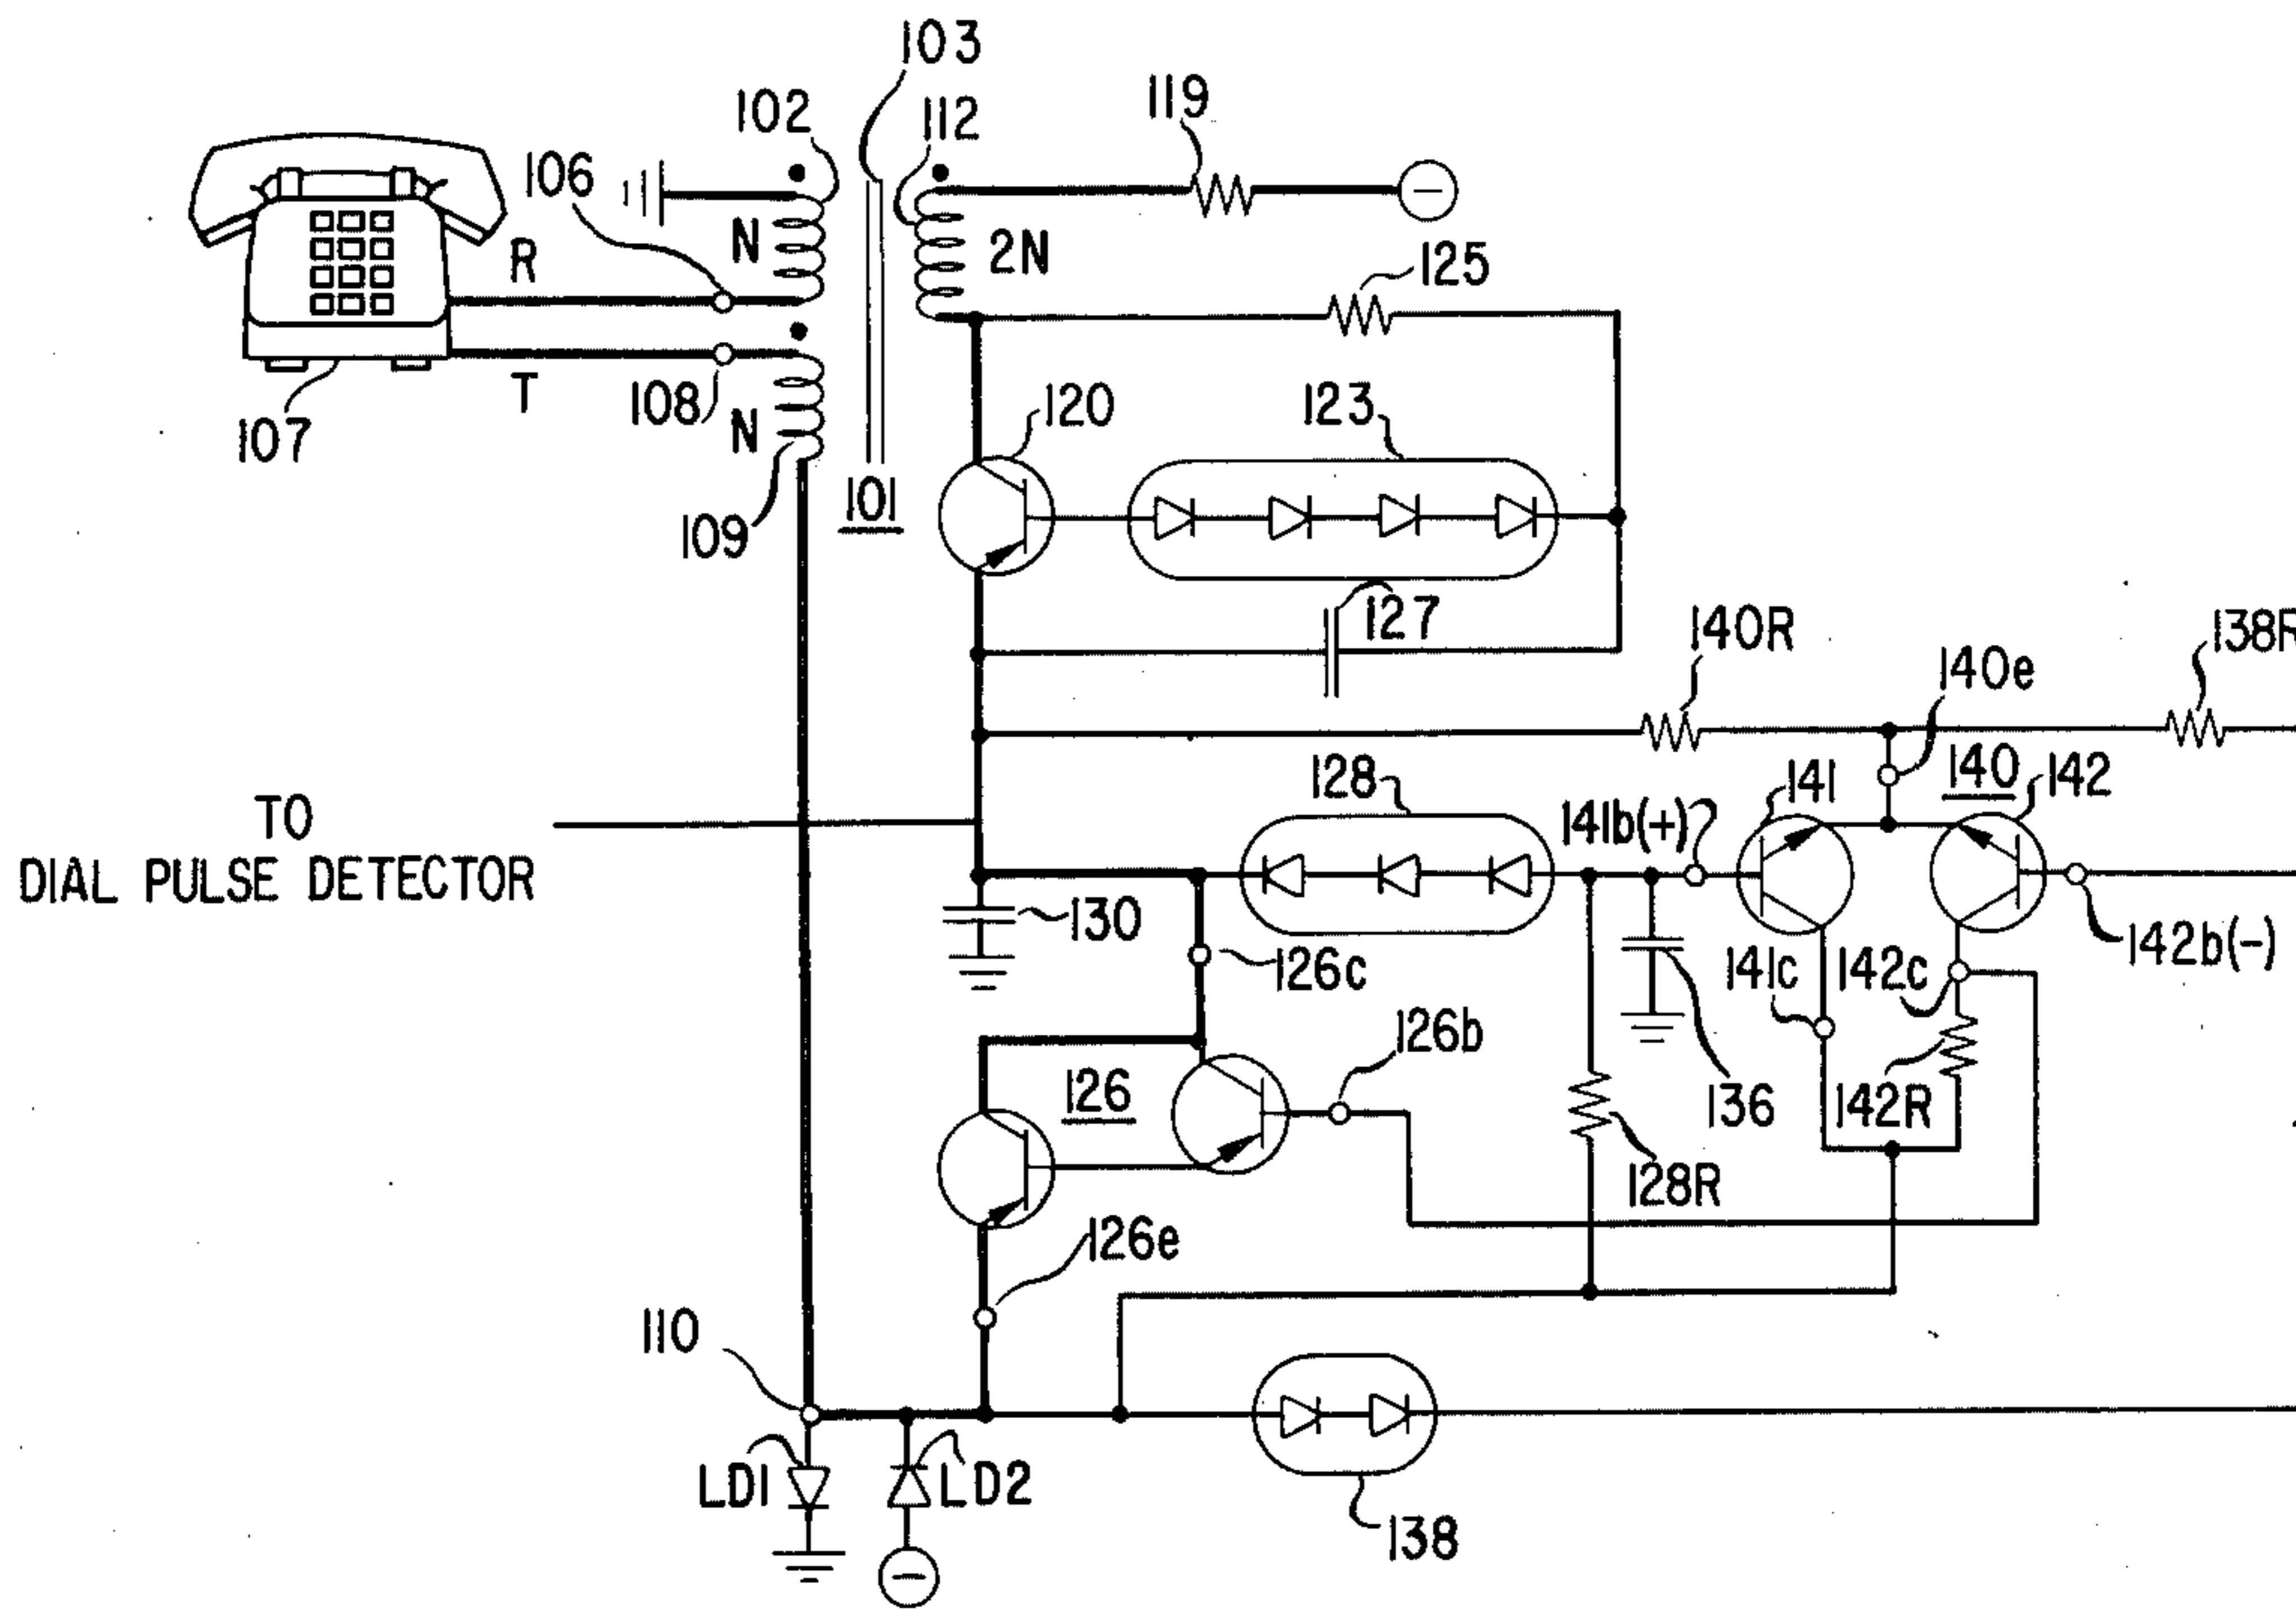 103
102
112
119
106
N
2N
R
125
T
108
N
107
120
123
109
101
127
140R
138R
140e
TO
DIAL PULSE DETECTOR
128
141b(+)
141
140
142
130
126c
141c
142c
142b(-)
126b
126
136
142R
128R
126e
110
LD1
LD2
138